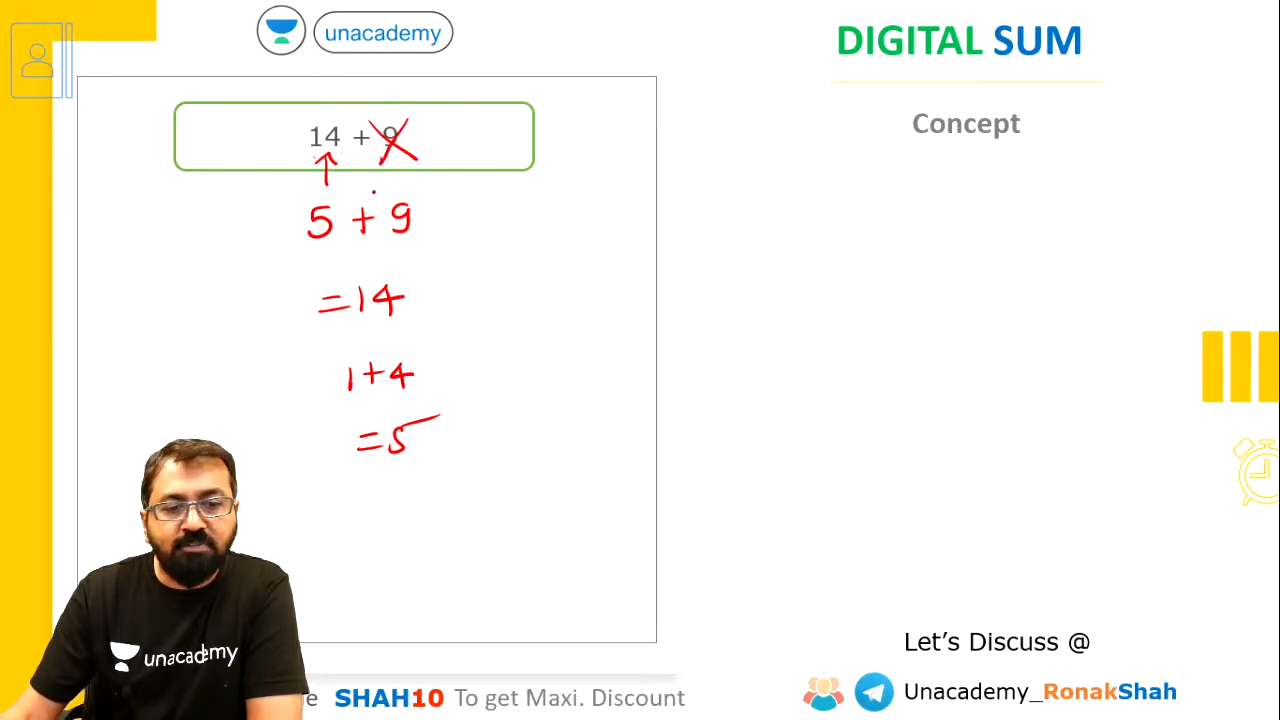 unacademy
DIGITAL SUM
Concept
14 + 9
5 + 9
=14
1+4
=5
unacademy
Let's Discuss @
Unacademy_RonakShah
SHAH10 To get Maxi. Discount